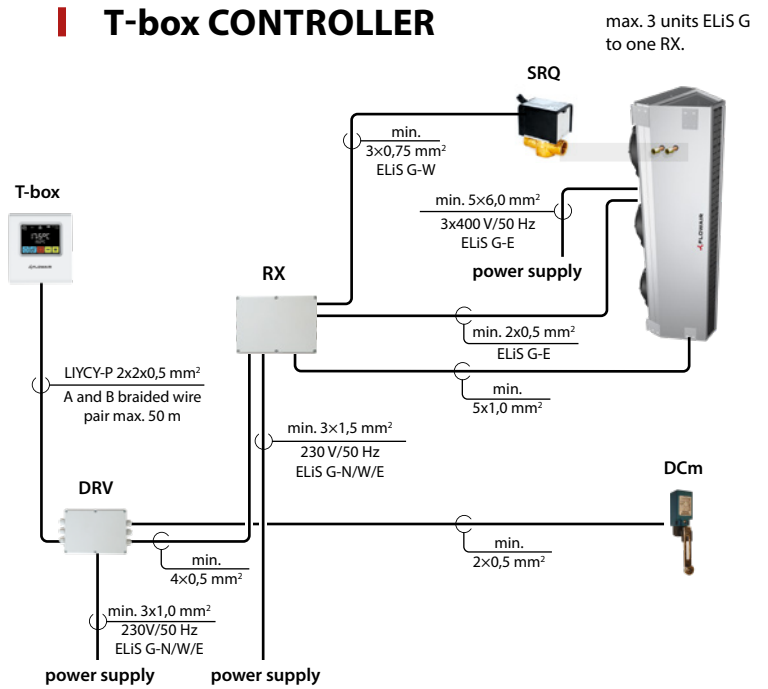 T-box CONTROLLER
max. 3 units ELiS G
to one RX.
SRQ
min.
3×0,75 mm²
ELiS G-W
T-box
min. 5×6,0 mm²
3x400 V/50 Hz
ELiS G-E
power supply
FLOWAIR
RX
FLOWAIR
min. 2x0,5 mm²
ELiS G-E
LIYCY-P 2x2x0,5 mm²
A and B braided wire
pair max. 50 m
min.
5x1,0 mm²
min. 3×1,5 mm²
230 V/50 Hz
ELiS G-N/W/E
DCm
DRV
min.
4×0,5 mm²
min.
2×0,5 mm²
min. 3x1,0 mm²
230V/50 Hz
ELiS G-N/W/E
power supply
power supply